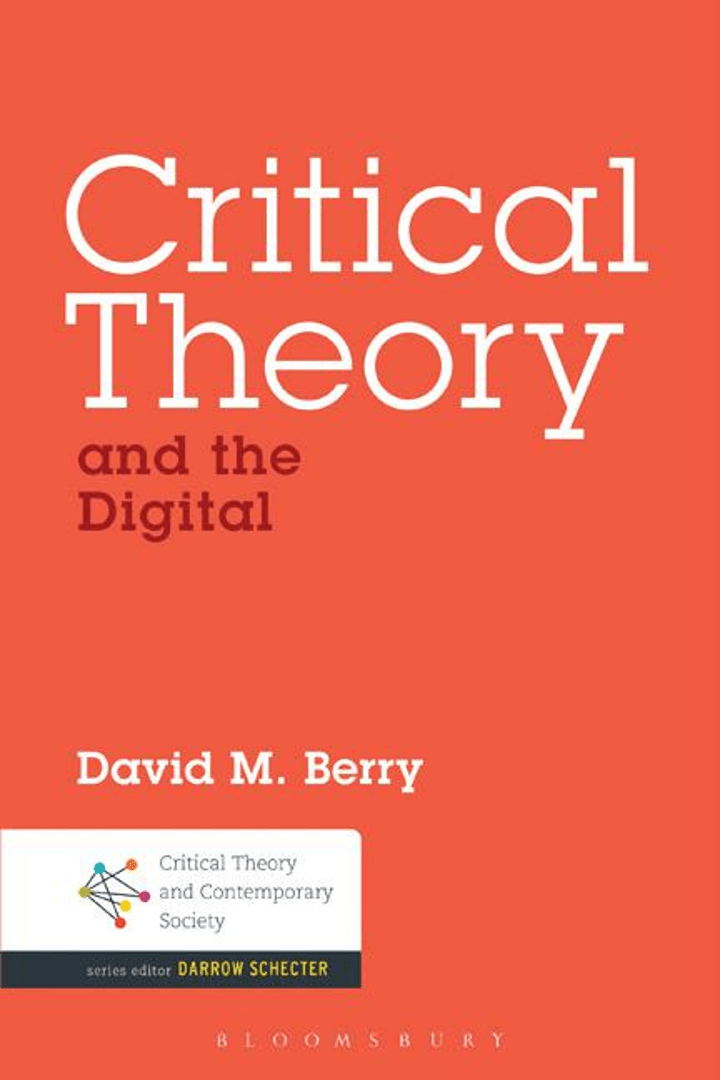 Critical
Theory
and the
Digital
David M. Berry
Critical Theory
and Contemporary
Society
series editor DARROW SCHECTER
BLOOMSBURY